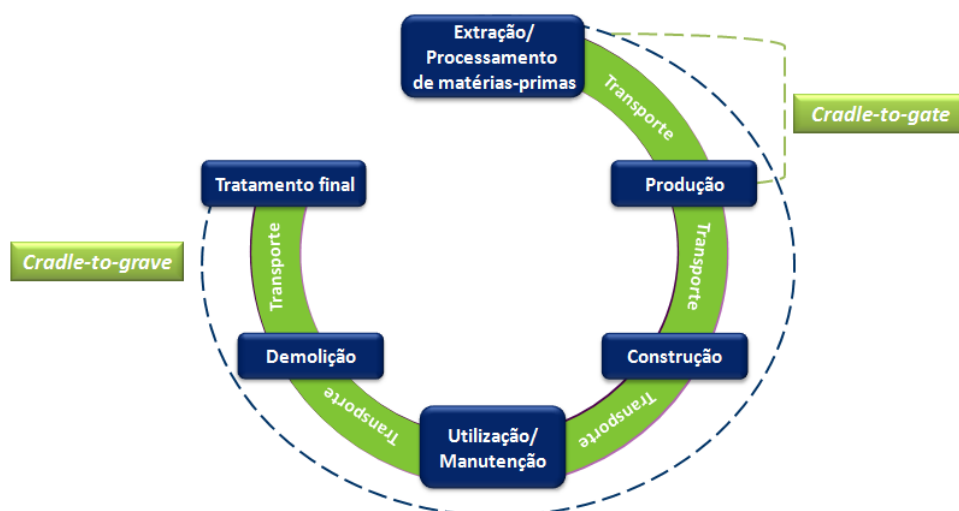 Extração/
Processamento
de matérias-primas
Transporte
Cradle-to-gate
Produção
Transporte
Construção
Transporte
Utilização/
Manutenção
Transporte
Demolição
Transporte
Tratamento final
Cradle-to-grave